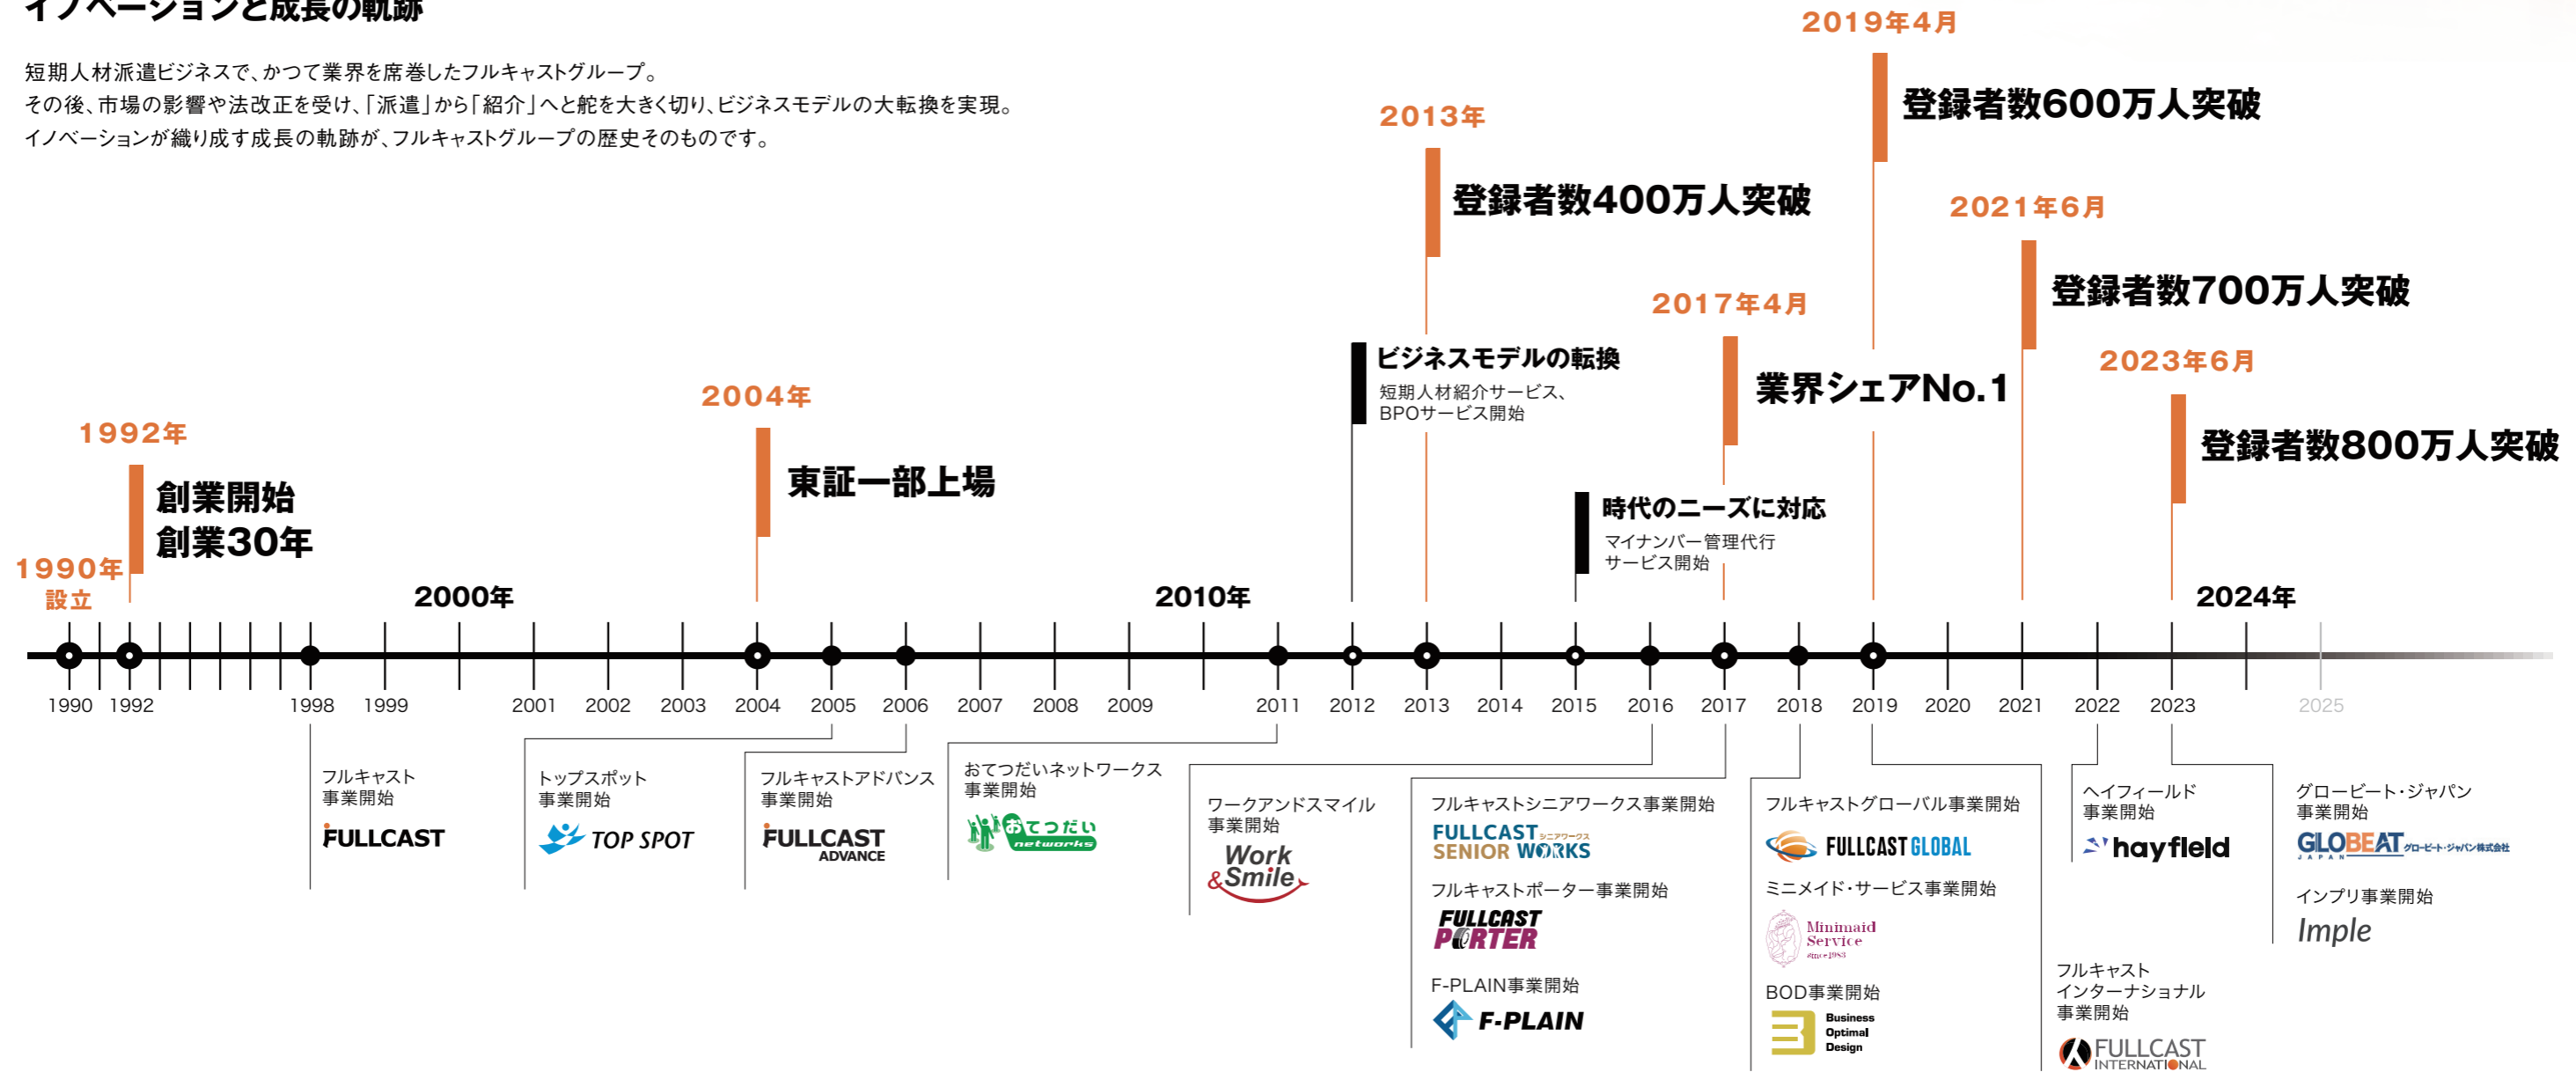 イノベーションと成長の軌跡
短期人材派遣ビジネスで、かつて業界を席巻したフルキャストグループ。
その後、市場の影響や法改正を受け、「派遣」から「紹介」へと舵を大きく切り、ビジネスモデルの大転換を実現。
イノベーションが織り成す成長の軌跡が、フルキャストグループの歴史そのものです。
1990年
設立
1992年
創業開始
創業30年
2004年
東証一部上場
ビジネスモデルの転換
短期人材紹介サービス、
BPOサービス開始
2013年
登録者数400万人突破
時代のニーズに対応
マイナンバー管理代行
サービス開始
2017年4月
業界シェアNo.1
2019年4月
登録者数600万人突破
2021年6月
登録者数700万人突破
2023年6月
登録者数800万人突破
2000年
2010年
2024年
1990 1992 1998 1999 2001 2002 2003 2004 2005 2006 2007 2008 2009 2011 2012 2013 2014 2015 2016 2017 2018 2019 2020 2021 2022 2023 2025
フルキャスト
事業開始
FULLCAST
トップスポット
事業開始
TOP SPOT
フルキャストアドバンス
事業開始
FULLCAST
ADVANCE
おてつだいネットワークス
事業開始
おてつだい
networks
ワークアンドスマイル
事業開始
Work
&Smile
フルキャストシニアワークス事業開始
FULLCAST シニアワークス
SENIOR WORKS
フルキャストポーター事業開始
FULLCAST
PORTER
F-PLAIN事業開始
F-PLAIN
フルキャストグローバル事業開始
FULLCAST GLOBAL
ミニメイド・サービス事業開始
Minimaid
Service
since 1983
BOD事業開始
Business
Optimal
Design
フルキャスト
インターナショナル
事業開始
FULLCAST
INTERNATIONAL
ヘイフィールド
事業開始
hayfield
グロービート・ジャパン
事業開始
GLOBEAT グロービート・ジャパン株式会社
JAPAN
インプリ事業開始
Imple